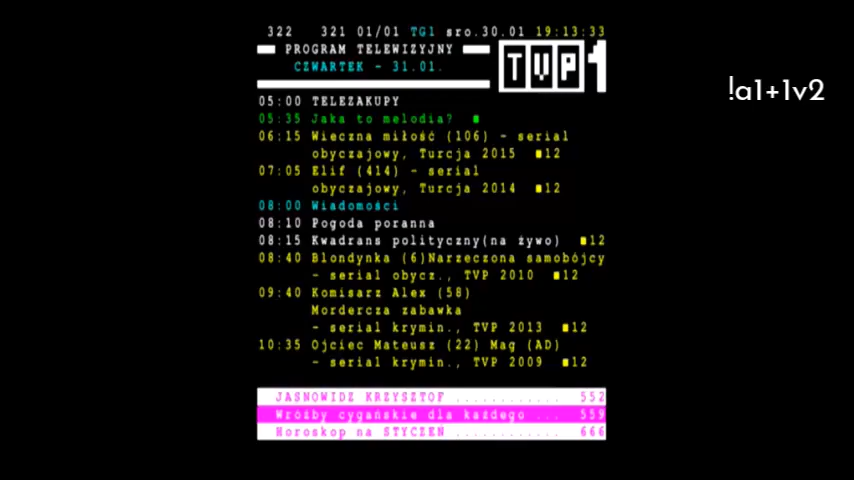 322 321 01/01 TG1 sro.30.01 19:13:33
PROGRAM TELEWIZYJNY
CZWARTEK - 31.01.
TVP1
!a1+1v2
05:00 TELEZAKUPY
05:35 Jaka to melodia? ■
06:15 Wieczna miłość (106) - serial
obyczajowy, Turcja 2015 ■12
07:05 Elif (414) - serial
obyczajowy, Turcja 2014 ■12
08:00 Wiadomości
08:10 Pogoda poranna
08:15 Kwadrans polityczny(na żywo) ■12
08:40 Blondynka (6)Narzeczona samobójcy
- serial obycz., TVP 2010 ■12
09:40 Komisarz Alex (58)
Mordercza zabawka
- serial krymin., TVP 2013 ■12
10:35 Ojciec Mateusz (22) Mag (AD)
- serial krymin., TVP 2009 ■12
JASNOWIDZ KRZYSZTOF ............ 552
Wróżby cygańskie dla każdego ... 559
Horoskop na STYCZEŃ ............ 666